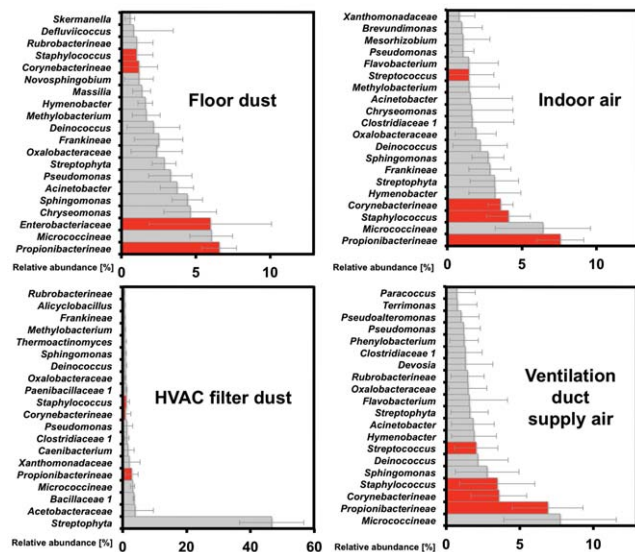 Skermanella
Defluviicoccus
Rubrobacterineae
Staphylococcus
Corynebacterineae
Novosphingobium
Massilia
Hymenobacter
Methylobacterium
Deinococcus
Frankineae
Oxalobacteraceae
Streptophyta
Pseudomonas
Acinetobacter
Sphingomonas
Chryseomonas
Enterobacteriaceae
Micrococcineae
Propionibacterineae
Floor dust
Relative abundance [%]
0 5 10
Xanthomonadaceae
Brevundimonas
Mesorhizobium
Pseudomonas
Flavobacterium
Streptococcus
Methylobacterium
Acinetobacter
Chryseomonas
Clostridiaceae 1
Oxalobacteraceae
Deinococcus
Sphingomonas
Frankineae
Streptophyta
Hymenobacter
Corynebacterineae
Staphylococcus
Micrococcineae
Propionibacterineae
Indoor air
Relative abundance [%]
0 5 10
Rubrobacterineae
Alicyclobacillus
Frankineae
Methylobacterium
Thermoactinomyces
Sphingomonas
Deinococcus
Oxalobacteraceae
Paenibacillaceae 1
Staphylococcus
Corynebacterineae
Pseudomonas
Clostridiaceae 1
Caenibacterium
Xanthomonadaceae
Propionibacterineae
Micrococcineae
Bacillaceae 1
Acetobacteraceae
Streptophyta
HVAC filter dust
Relative abundance [%]
0 20 40 60
Paracoccus
Terrimonas
Pseudoalteromonas
Pseudomonas
Phenylobacterium
Clostridiaceae 1
Devosia
Rubrobacterineae
Oxalobacteraceae
Flavobacterium
Streptophyta
Acinetobacter
Hymenobacter
Streptococcus
Deinococcus
Sphingomonas
Staphylococcus
Corynebacterineae
Propionibacterineae
Micrococcineae
Ventilation
duct
supply air
Relative abundance [%]
0 5 10